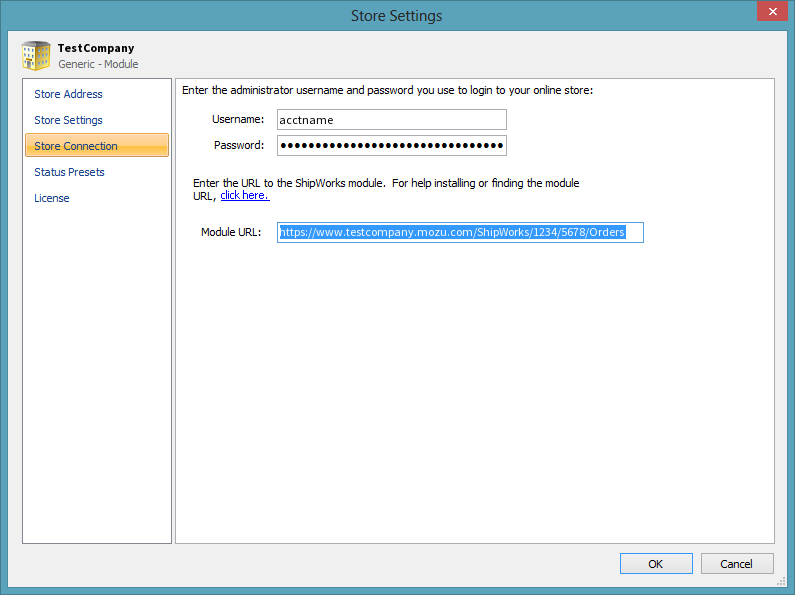 Store Settings
TestCompany
Generic - Module
Store Address
Store Settings
Store Connection
Status Presets
License
Enter the administrator username and password you use to login to your online store:
Username: acctname
Password: ●●●●●●●●●●●●●●●●●●●●●●●●●●●●●●●●
Enter the URL to the ShipWorks module. For help installing or finding the module
URL, click here.
Module URL: https://www.testcompany.mozu.com/ShipWorks/1234/5678/Orders
OK Cancel